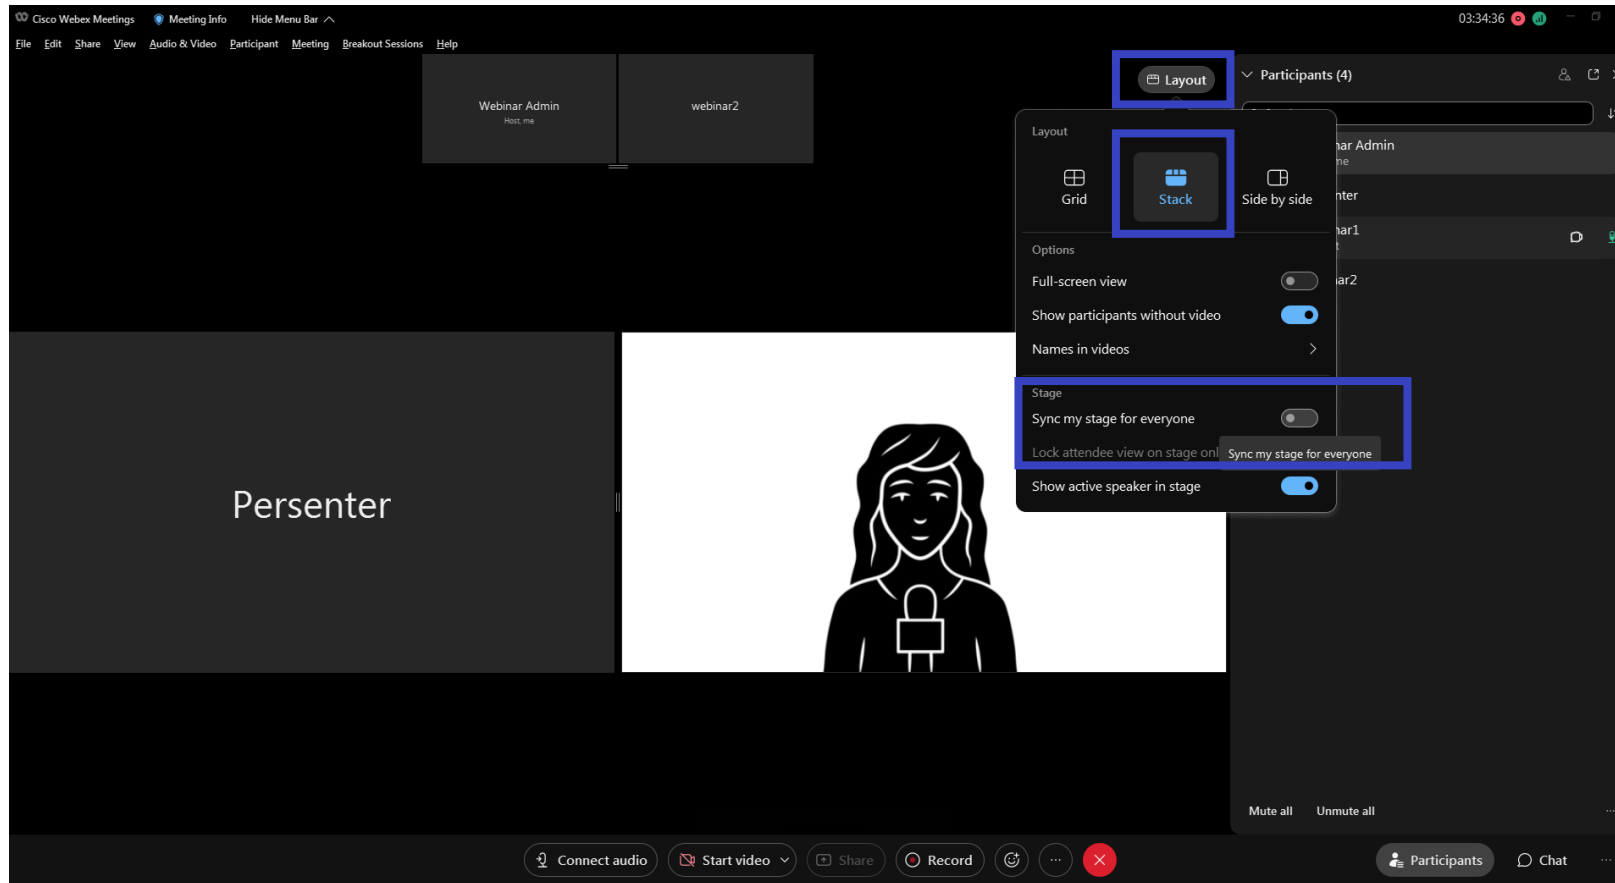 Cisco Webex Meetings Meeting Info Hide Menu Bar 03:34:36
File Edit Share View Audio & Video Participant Meeting Breakout Sessions Help
Layout
Participants (4)
Webinar Admin
Host, me
webinar2
Layout
Grid
Stack
Side by side
Options
Full-screen view
Show participants without video
Names in videos
Stage
Sync my stage for everyone
Lock attendee view on stage
Sync my stage for everyone
Show active speaker in stage
Admin
Persenter
Mute all Unmute all
Connect audio Start video Share Record
Participants Chat